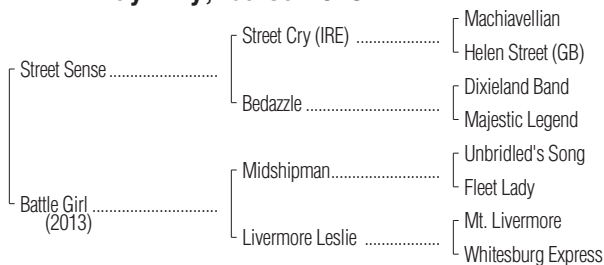 Machiavellian
Street Cry (IRE) ....................
Helen Street (GB)
Street Sense ..........................
Dixieland Band
Bedazzle ................................
Majestic Legend
Unbridled's Song
Midshipman..........................
Fleet Lady
Battle Girl ..............................
(2013)
Mt. Livermore
Livermore Leslie ..................
Whitesburg Express